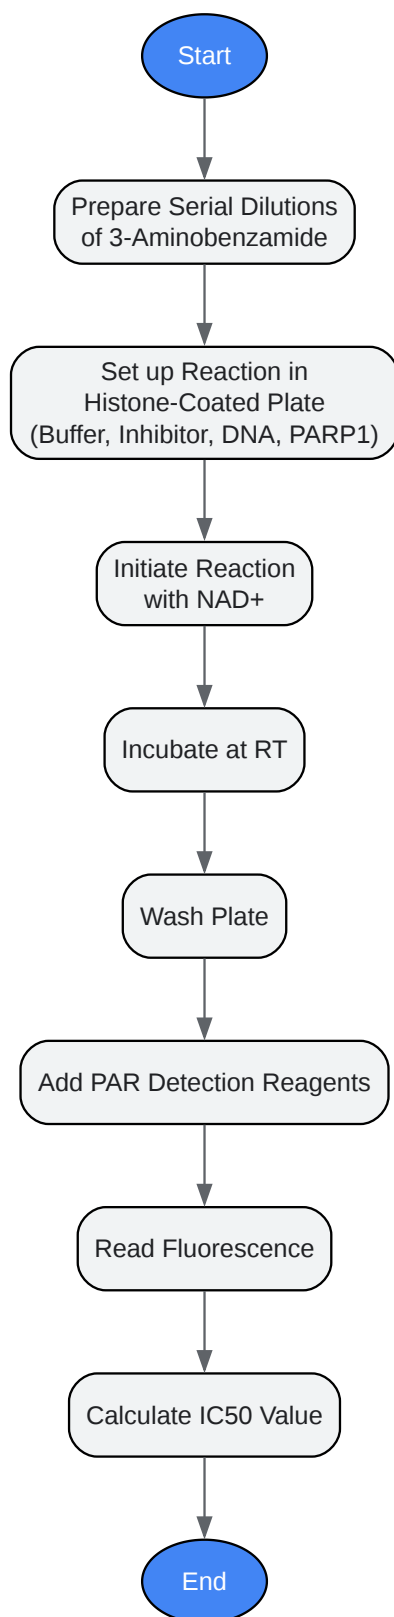 Start
Prepare Serial Dilutions
of 3-Aminobenzamide
Set up Reaction in
Histone-Coated Plate
(Buffer, Inhibitor, DNA, PARP1)
Initiate Reaction
with NAD+
Incubate at RT
Wash Plate
Add PAR Detection Reagents
Read Fluorescence
Calculate IC50 Value
End